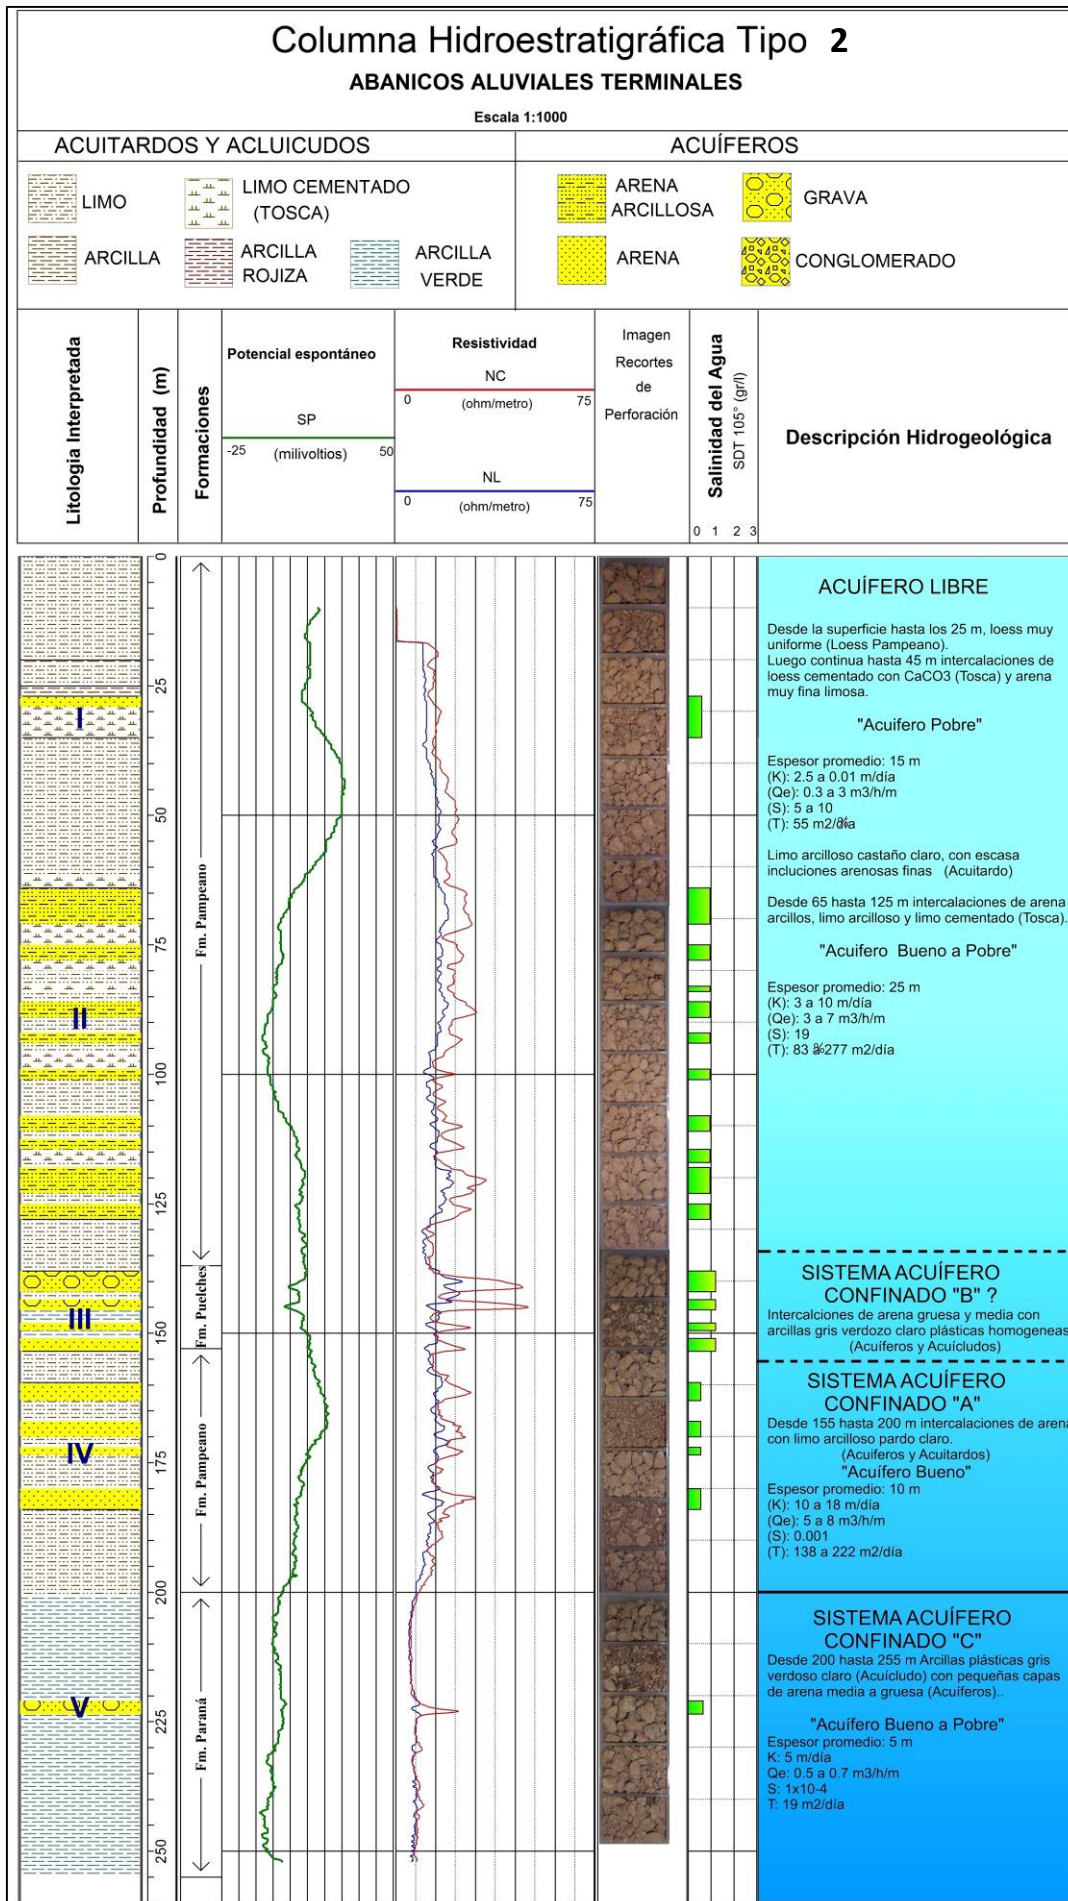 Columna Hidroestratigráfica Tipo 2
ABANICOS ALUVIALES TERMINALES
Escala 1:1000
ACUITARDOS Y ACLUICUDOS
ACUÍFEROS
LIMO
LIMO CEMENTADO
(TOSCA)
ARENA
ARCILLOSA
GRAVA
ARCILLA
ARCILLA
ROJIZA
ARCILLA
VERDE
ARENA
CONGLOMERADO
Litología Interpretada
Profundidad (m)
Formaciones
Potencial espontáneo
SP
-25 (milivoltios) 50
Resistividad
NC
0 (ohm/metro) 75
NL
0 (ohm/metro) 75
Imagen
Recortes
de
Perforación
Salinidad del Agua
SDT 105° (gr/l)
0 1 2 3
Descripción Hidrogeológica
0
25
50
75
100
125
150
175
200
225
250
I
II
III
IV
V
Fm. Pampeano
Fm. Puelches
Fm. Pampeano
Fm. Paraná
ACUÍFERO LIBRE
Desde la superficie hasta los 25 m, loess muy
uniforme (Loess Pampeano).
Luego continua hasta 45 m intercalaciones de
loess cementado con CaCO3 (Tosca) y arena
muy fina limosa.
"Acuifero Pobre"
Espesor promedio: 15 m
(K): 2.5 a 0.01 m/día
(Qe): 0.3 a 3 m3/h/m
(S): 5 a 10
(T): 55
Limo arcilloso castaño claro, con escasa
incluciones arenosas finas (Acuitardo)
Desde 65 hasta 125 m intercalaciones de arena
arcillos, limo arcilloso y limo cementado (Tosca).
"Acuifero Bueno a Pobre"
Espesor promedio: 25 m
(K): 3 a 10 m/día
(Qe): 3 a 7 m3/h/m
(S): 19
(T): 83 277 m2/día
SISTEMA ACUÍFERO
CONFINADO "B" ?
Intercalciones de arena gruesa y media con
arcillas gris verdozo claro plásticas homogeneas
(Acuíferos y Acuícludos)
SISTEMA ACUÍFERO
CONFINADO "A"
Desde 155 hasta 200 m intercalaciones de arena
con limo arcilloso pardo claro.
(Acuiferos y Acuitardos)
"Acuífero Bueno"
Espesor promedio: 10 m
(K): 10 a 18 m/día
(Qe): 5 a 8 m3/h/m
(S): 0.001
(T): 138 a 222 m2/día
SISTEMA ACUÍFERO
CONFINADO "C"
Desde 200 hasta 255 m Arcillas plásticas gris
verdoso claro (Acuícludo) con pequeñas capas
de arena media a gruesa (Acuíferos)..
"Acuífero Bueno a Pobre"
Espesor promedio: 5 m
K: 5 m/día
Qe: 0.5 a 0.7 m3/h/m
S: 1x10-4
T: 19 m2/día